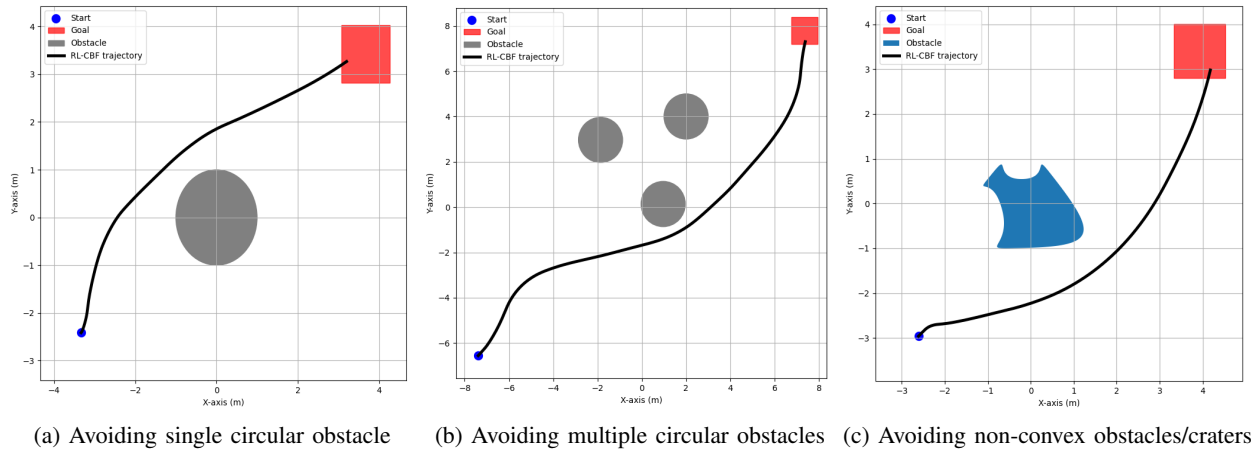 Start
Goal
Obstacle
RL-CBF trajectory
4
3
2
1
0
−1
−2
−3
Y-axis (m)
−4
−2
0
2
4
X-axis (m)
(a) Avoiding single circular obstacle
Start
Goal
Obstacle
RL-CBF trajectory
8
6
4
2
0
−2
−4
−6
Y-axis (m)
−8
−6
−4
−2
0
2
4
6
8
X-axis (m)
(b) Avoiding multiple circular obstacles
Start
Goal
Obstacle
RL-CBF trajectory
4
3
2
1
0
−1
−2
−3
Y-axis (m)
−3
−2
−1
0
1
2
3
4
X-axis (m)
(c) Avoiding non-convex obstacles/craters